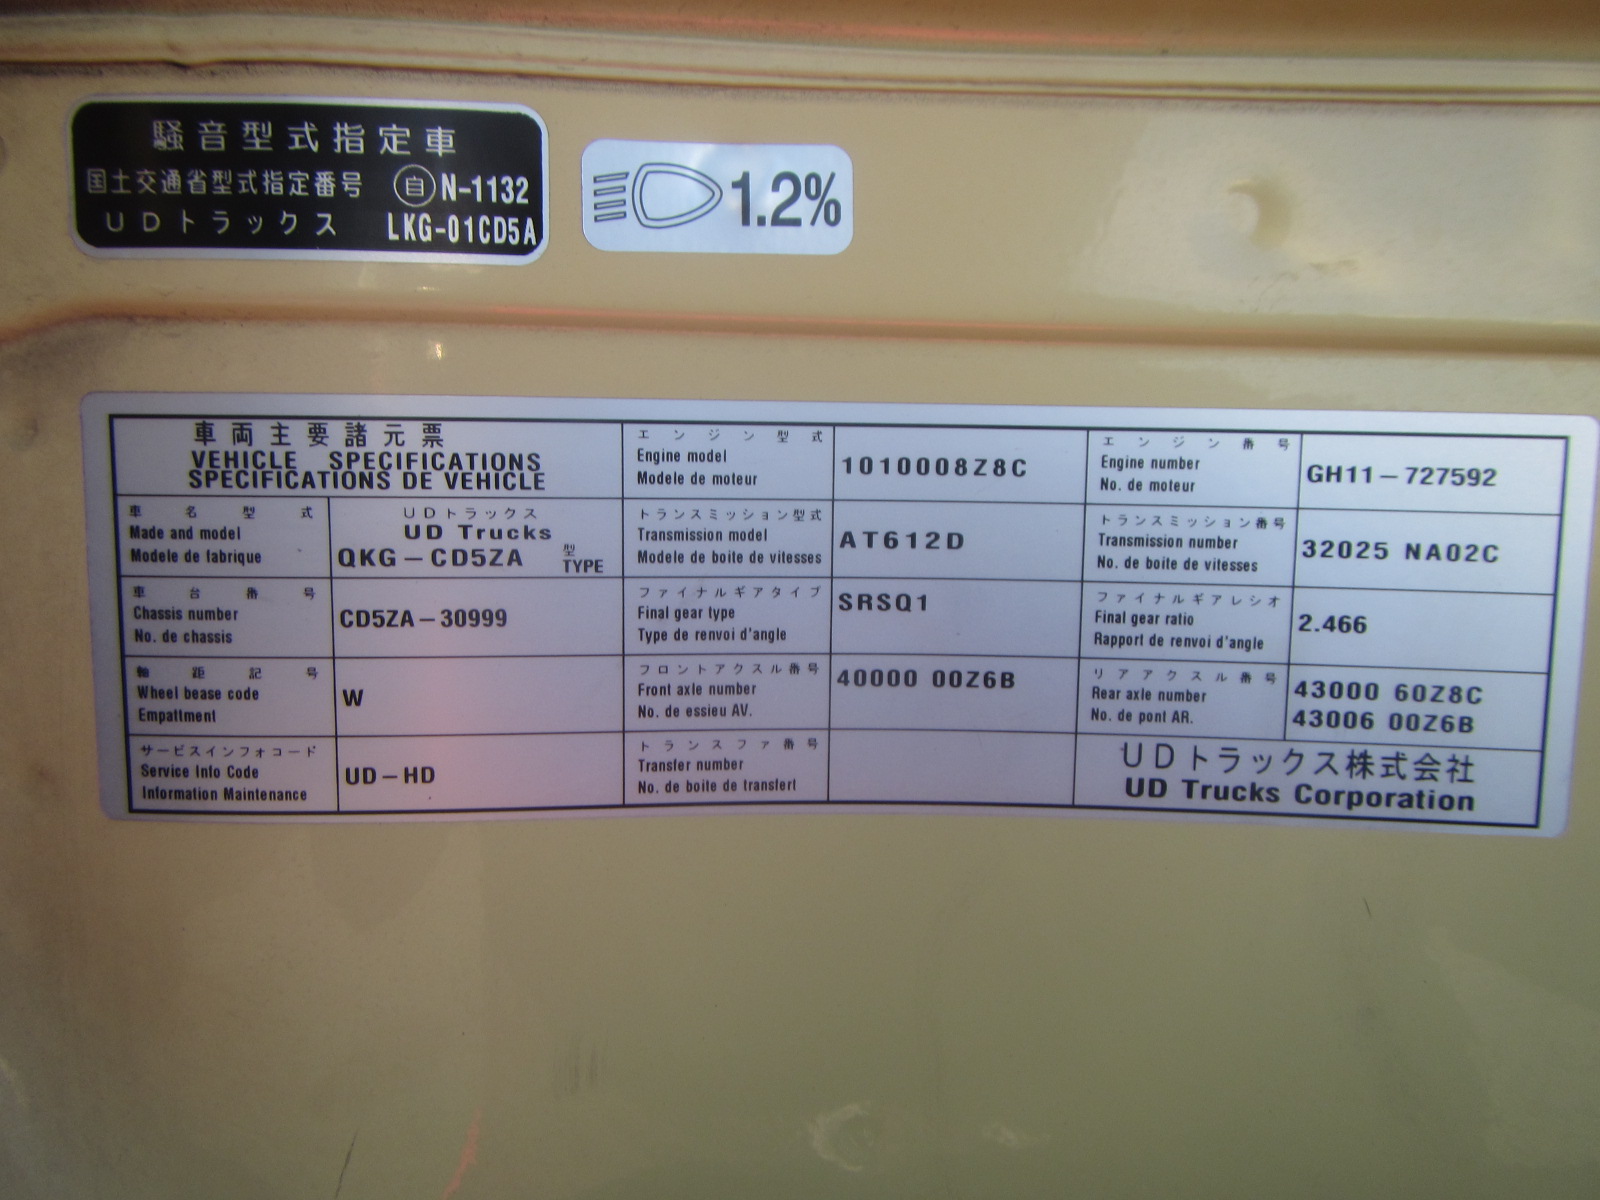 騒音型式指定車
国土交通省型式指定番号 自 N-1132
UDトラックス LKG-01CD5A
1.2%
車両主要諸元票
VEHICLE SPECIFICATIONS
SPECIFICATIONS DE VEHICLE
エンジン型式
Engine model
Modele de moteur
1010008Z8C
エンジン番号
Engine number
No. de moteur
GH11-727592
車名型式
Made and model
Modele de fabrique
UDトラックス
UD Trucks
QKG-CD5ZA 型 TYPE
トランスミッション型式
Transmission model
Modele de boite de vitesses
AT612D
トランスミッション番号
Transmission number
No. de boite de vitesses
32025 NA02C
車台番号
Chassis number
No. de chassis
CD5ZA-30999
ファイナルギアタイプ
Final gear type
Type de renvoi d'angle
SRSQ1
ファイナルギアレシオ
Final gear ratio
Rapport de renvoi d'angle
2.466
軸距記号
Wheel bease code
Empattment
W
フロントアクスル番号
Front axle number
No. de essieu AV.
40000 00Z6B
リアアクスル番号
Rear axle number
No. de pont AR.
43000 60Z8C
43006 00Z6B
サービスインフォコード
Service Info Code
Information Maintenance
UD-HD
トランスファ番号
Transfer number
No. de boite de transfert
UDトラックス株式会社
UD Trucks Corporation